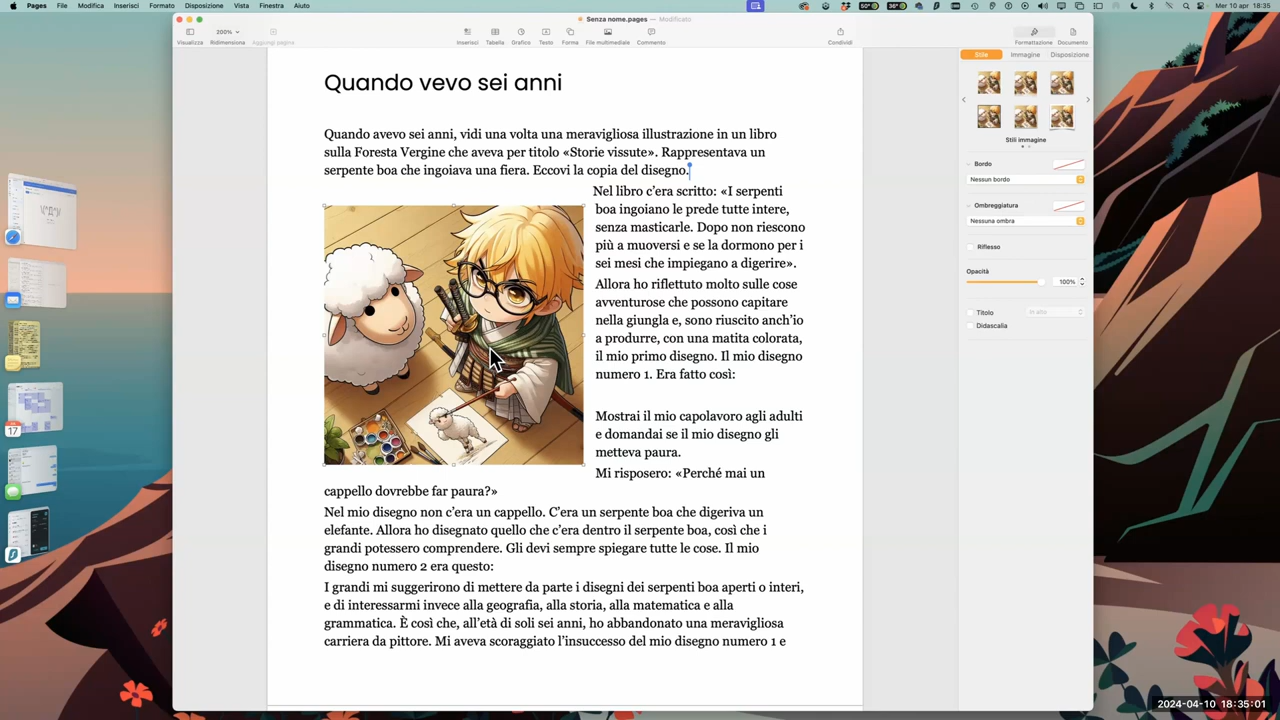 Pages File Modifica Inserisci Formato Disposizione Vista Finestra Aiuto
50° 36° Mer 10 apr 18:35
Senza nome.pages — Modificato
200%
Visualizza Ridimensiona Aggiungi pagina Inserisci Tabella Grafico Testo Forma File multimediale Commento Condividi Formattazione Documento
Stile Immagine Disposizione
Stili immagine
Bordo
Nessun bordo
Ombreggiatura
Nessuna ombra
Riflesso
Opacità
100%
Titolo In alto
Didascalia
Quando vevo sei anni
Quando avevo sei anni, vidi una volta una meravigliosa illustrazione in un libro
sulla Foresta Vergine che aveva per titolo «Storie vissute». Rappresentava un
serpente boa che ingoiava una fiera. Eccovi la copia del disegno.
Nel libro c’era scritto: «I serpenti
boa ingoiano le prede tutte intere,
senza masticarle. Dopo non riescono
più a muoversi e se la dormono per i
sei mesi che impiegano a digerire».
Allora ho riflettuto molto sulle cose
avventurose che possono capitare
nella giungla e, sono riuscito anch’io
a produrre, con una matita colorata,
il mio primo disegno. Il mio disegno
numero 1. Era fatto così:
Mostrai il mio capolavoro agli adulti
e domandai se il mio disegno gli
metteva paura.
Mi risposero: «Perché mai un
cappello dovrebbe far paura?»
Nel mio disegno non c’era un cappello. C’era un serpente boa che digeriva un
elefante. Allora ho disegnato quello che c’era dentro il serpente boa, così che i
grandi potessero comprendere. Gli devi sempre spiegare tutte le cose. Il mio
disegno numero 2 era questo:
I grandi mi suggerirono di mettere da parte i disegni dei serpenti boa aperti o interi,
e di interessarmi invece alla geografia, alla storia, alla matematica e alla
grammatica. È così che, all’età di soli sei anni, ho abbandonato una meravigliosa
carriera da pittore. Mi aveva scoraggiato l’insuccesso del mio disegno numero 1 e
17
2024-04-10 18:35:01